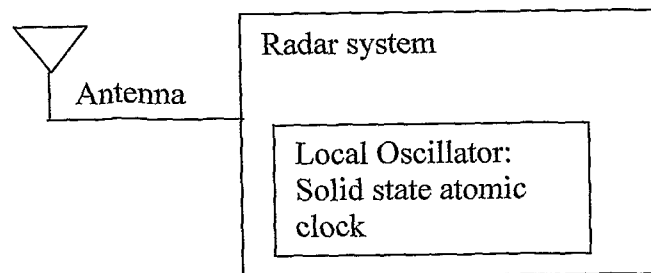 Radar system
Antenna
Local Oscillator:
Solid state atomic
clock